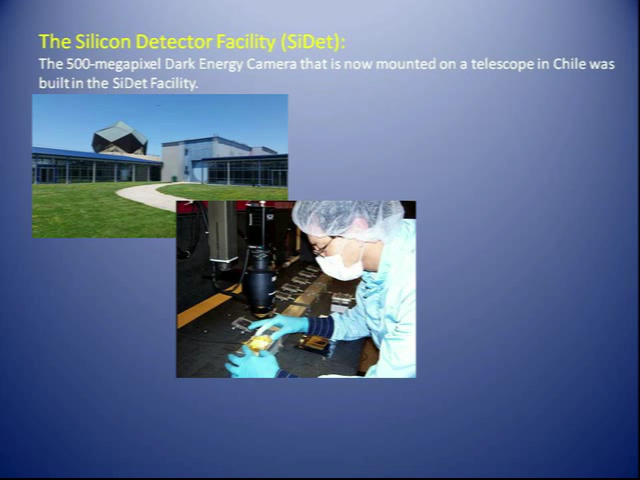 The Silicon Detector Facility (SiDet):
The 500-megapixel Dark Energy Camera that is now mounted on a telescope in Chile was
built in the SiDet Facility.